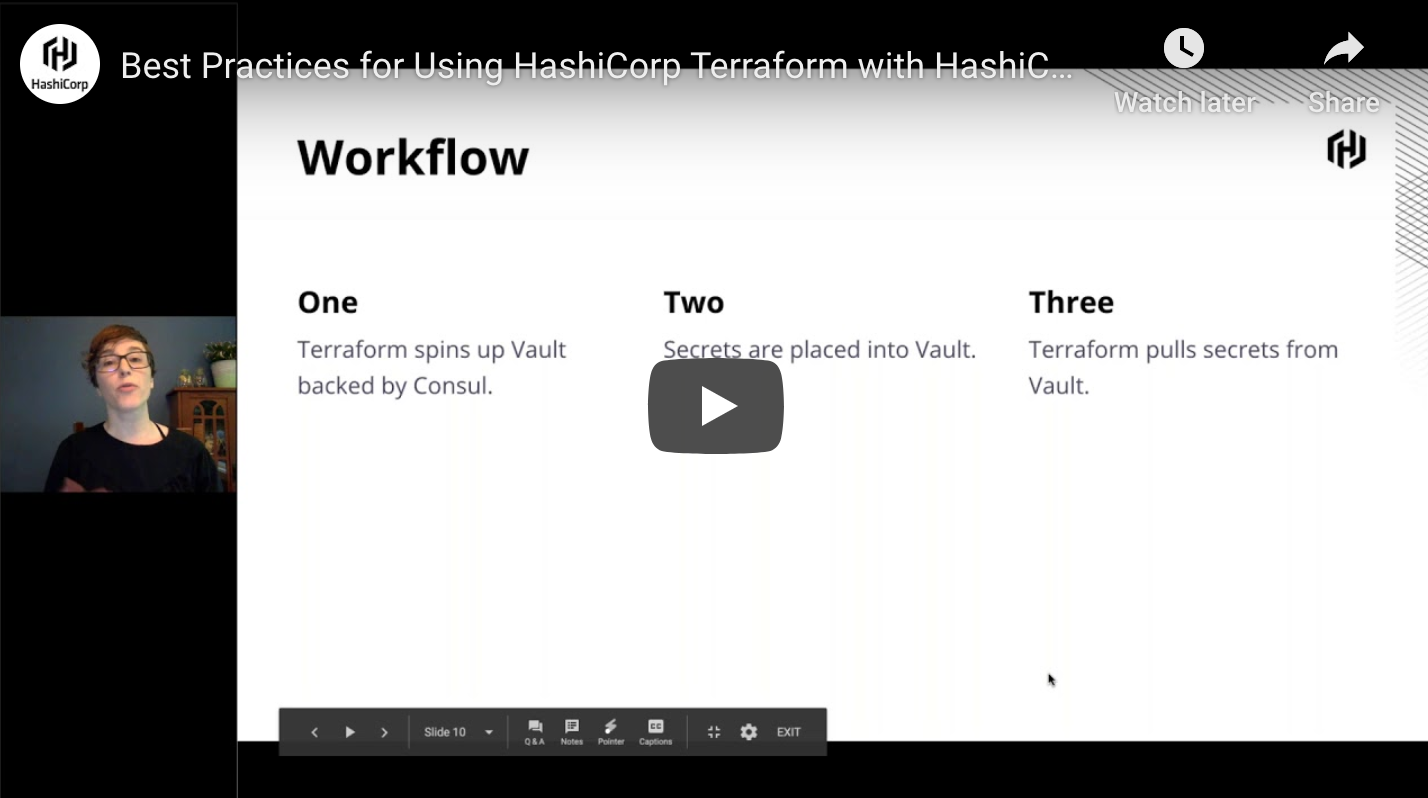 HashiCorp
Best Practices for Using HashiCorp Terraform with HashiC...
Watch later
Share
Workflow
One
Terraform spins up Vault
backed by Consul.
Two
Secrets are placed into Vault.
Three
Terraform pulls secrets from
Vault.
Slide 10
Q & A
Notes
Pointer
CC
Captions
EXIT